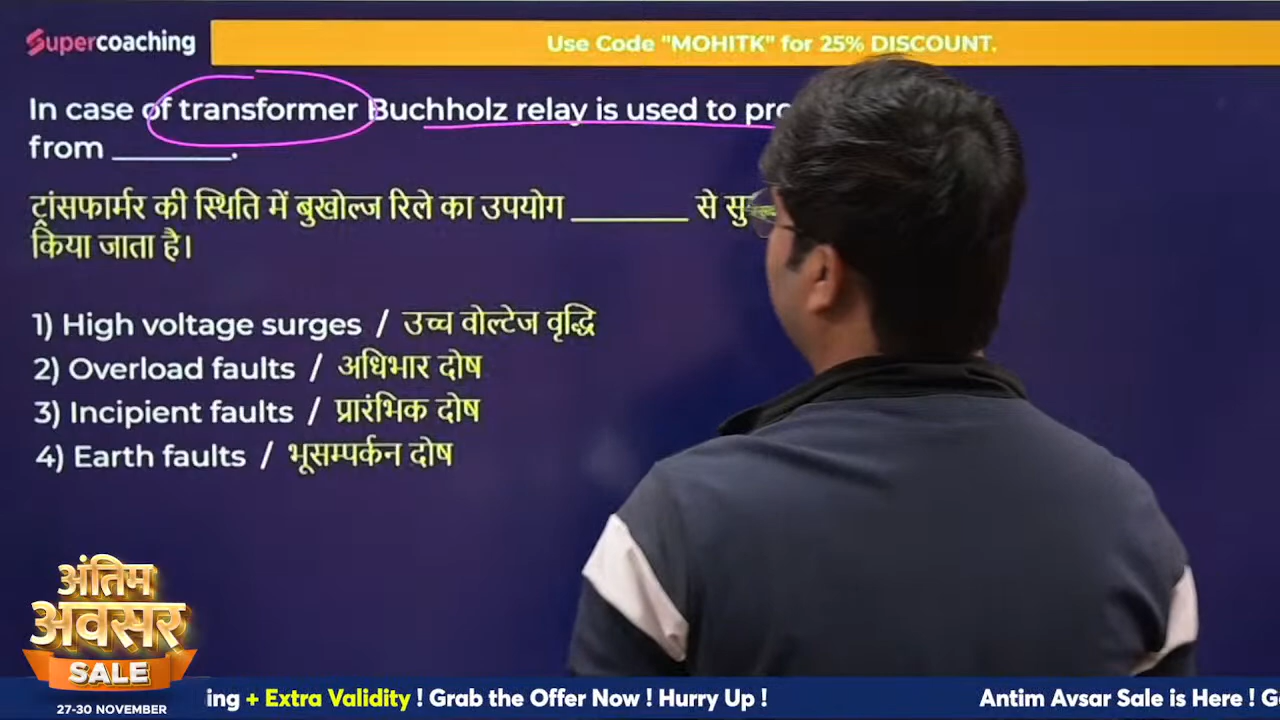 Supercoaching
Use Code "MOHITK" for 25% DISCOUNT.
In case of transformer Buchholz relay is used to
from _______.
ट्रांसफार्मर की स्थिति में बुखोल्ज रिले का उपयोग _______ से
किया जाता है।
1) High voltage surges / उच्च वोल्टेज वृद्धि
2) Overload faults / अधिभार दोष
3) Incipient faults / प्रारंभिक दोष
4) Earth faults / भूसम्पर्कन दोष
अंतिम
अवसर
SALE
27-30 NOVEMBER
ing + Extra Validity ! Grab the Offer Now ! Hurry Up ! Antim Avsar Sale is Here !